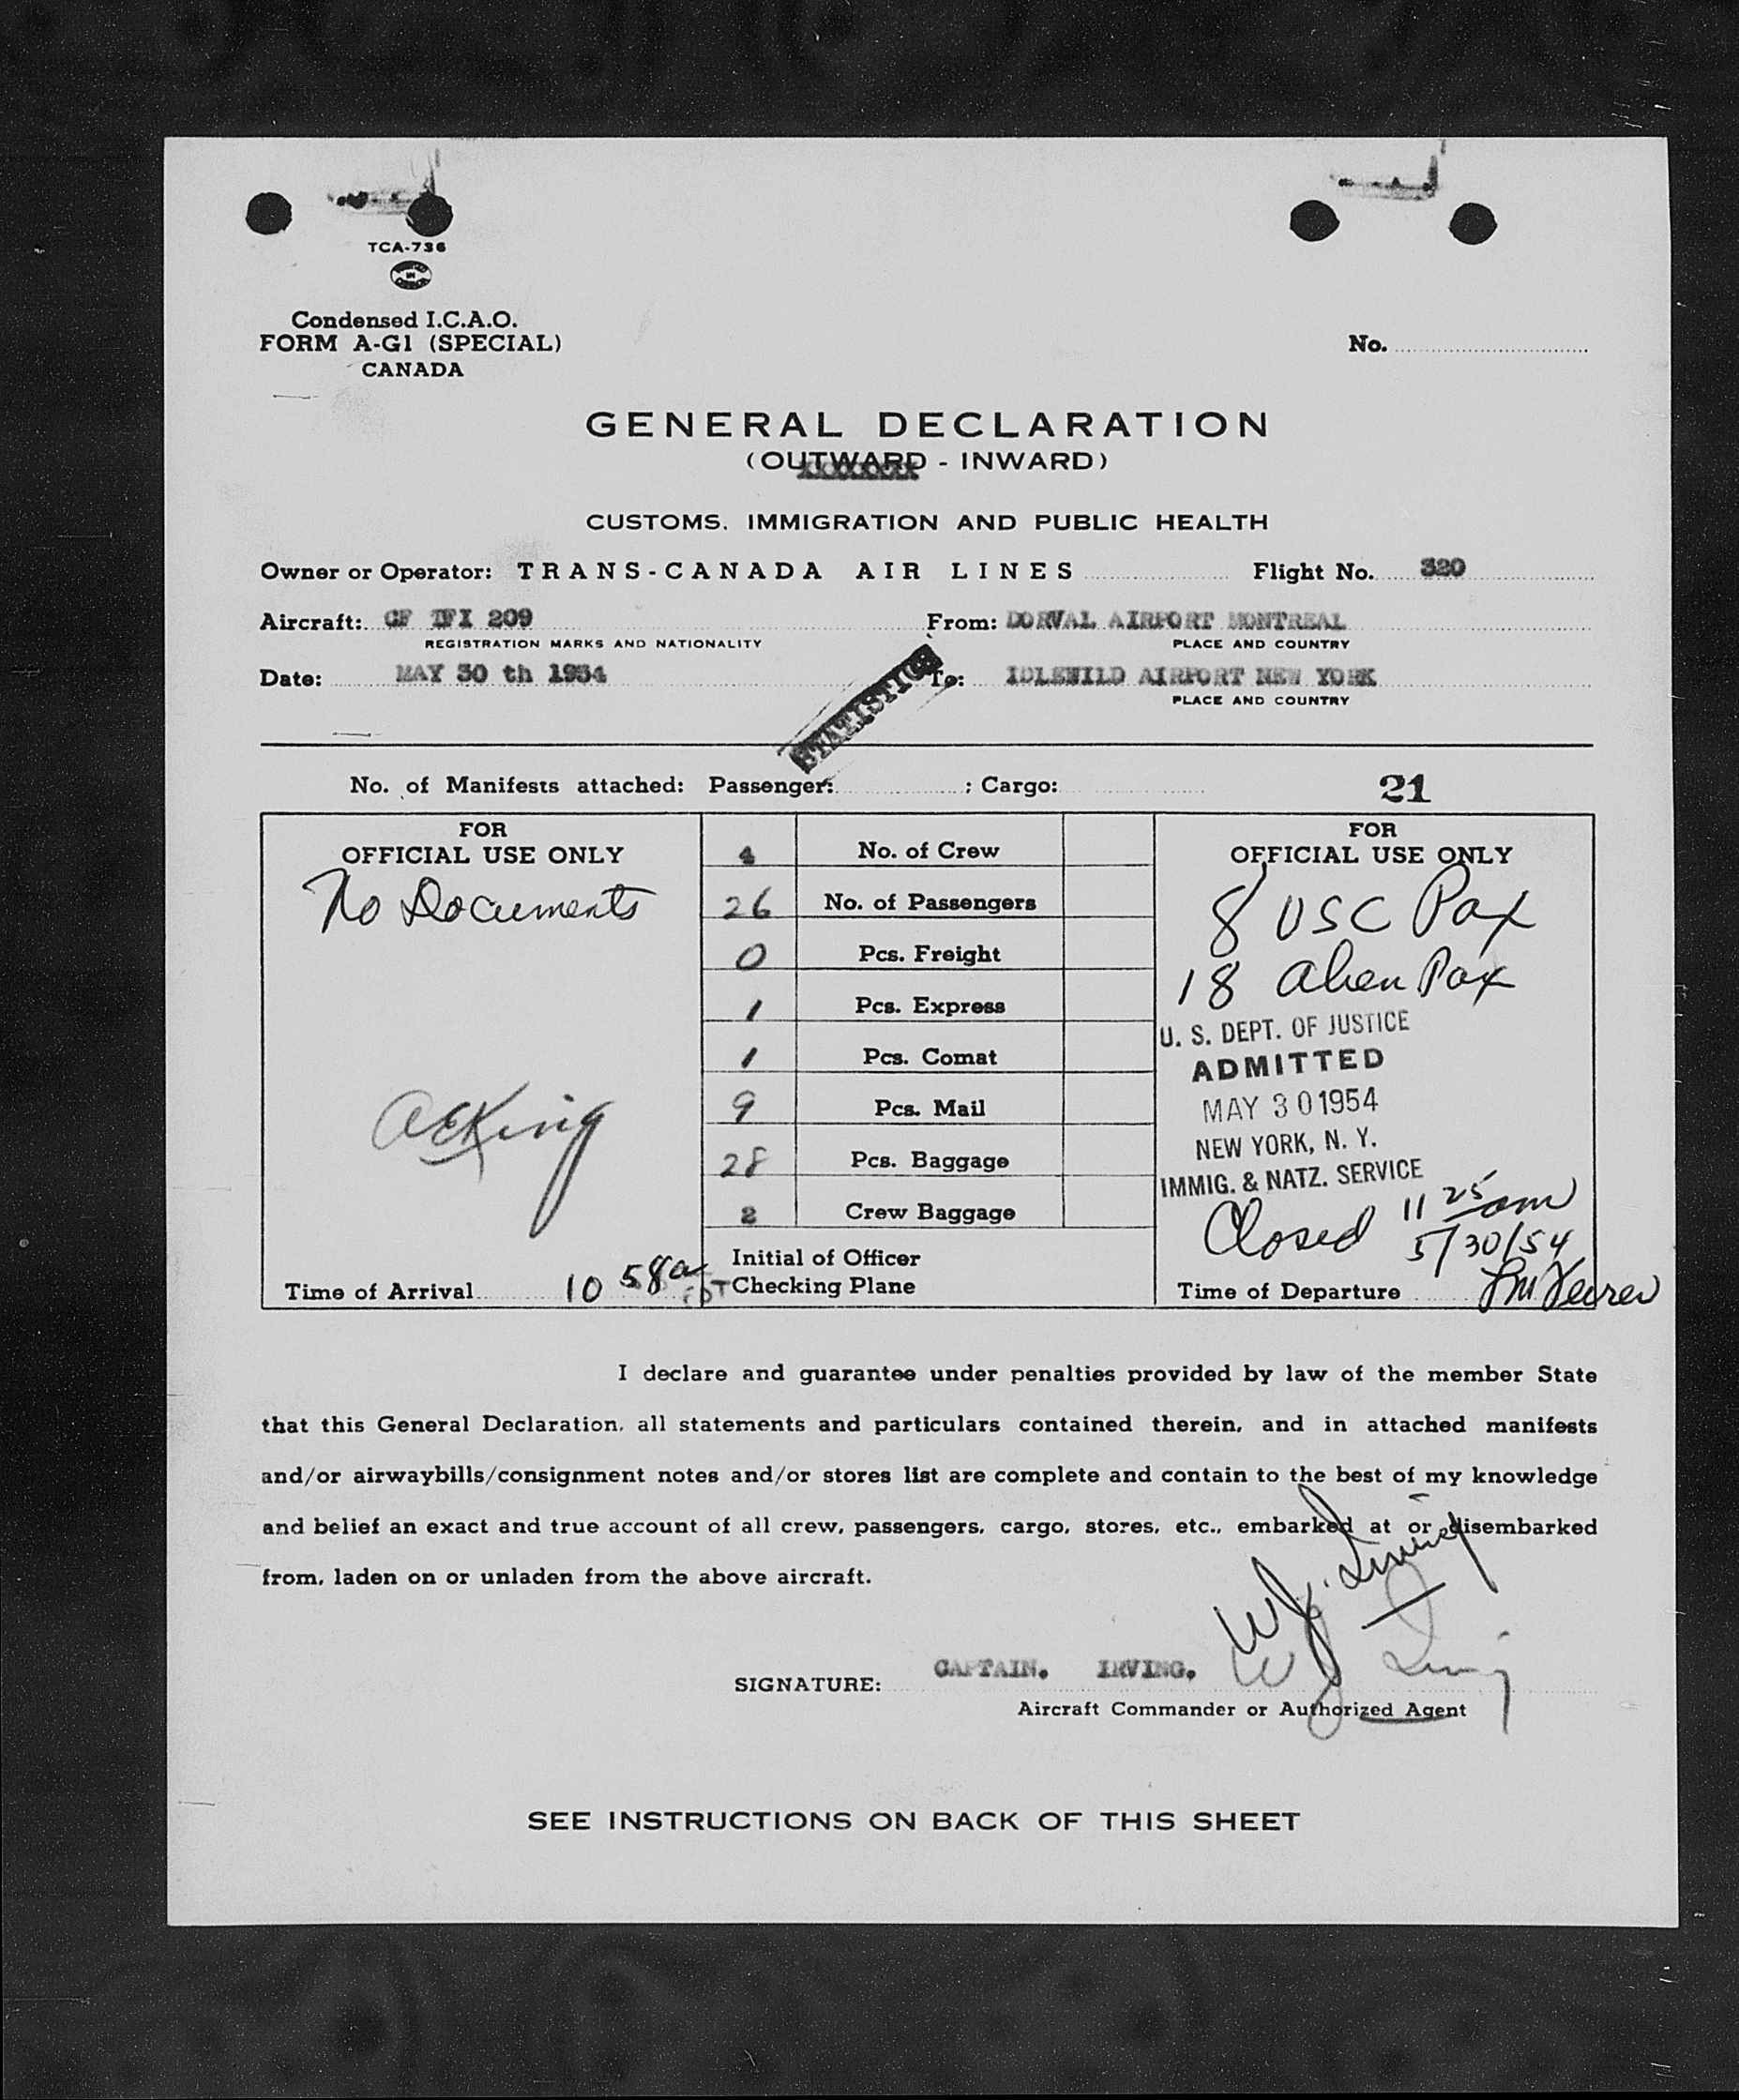 TCA-736
Condensed I.C.A.O.
FORM A-G1 (SPECIAL)
CANADA
No.
GENERAL DECLARATION
(OUTWARD - INWARD)
CUSTOMS, IMMIGRATION AND PUBLIC HEALTH
Owner or Operator: TRANS-CANADA AIR LINES Flight No. 320
Aircraft: CF TFI 209 From: DORVAL AIRPORT MONTREAL
REGISTRATION MARKS AND NATIONALITY PLACE AND COUNTRY
Date: MAY 30 th 1954 To: IDLEWILD AIRPORT NEW YORK
PLACE AND COUNTRY
STATISTICS
No. of Manifests attached: Passenger: ; Cargo: 21
FOR
OFFICIAL USE ONLY
No Documents
Time of Arrival 10 58a EDT
4 No. of Crew
26 No. of Passengers
0 Pcs. Freight
1 Pcs. Express
1 Pcs. Comat
9 Pcs. Mail
28 Pcs. Baggage
2 Crew Baggage
Initial of Officer
Checking Plane
FOR
OFFICIAL USE ONLY
8 USC Pax
18 alien Pax
U. S. DEPT. OF JUSTICE
ADMITTED
MAY 30 1954
NEW YORK, N. Y.
IMMIG. & NATZ. SERVICE
Closed 11 25 am
5/30/54
Time of Departure
I declare and guarantee under penalties provided by law of the member State
that this General Declaration, all statements and particulars contained therein, and in attached manifests
and/or airwaybills/consignment notes and/or stores list are complete and contain to the best of my knowledge
and belief an exact and true account of all crew, passengers, cargo, stores, etc., embarked at or disembarked
from, laden on or unladen from the above aircraft.
W J. Irving
SIGNATURE: CAPTAIN. IRVING. W J Irving
Aircraft Commander or Authorized Agent
SEE INSTRUCTIONS ON BACK OF THIS SHEET